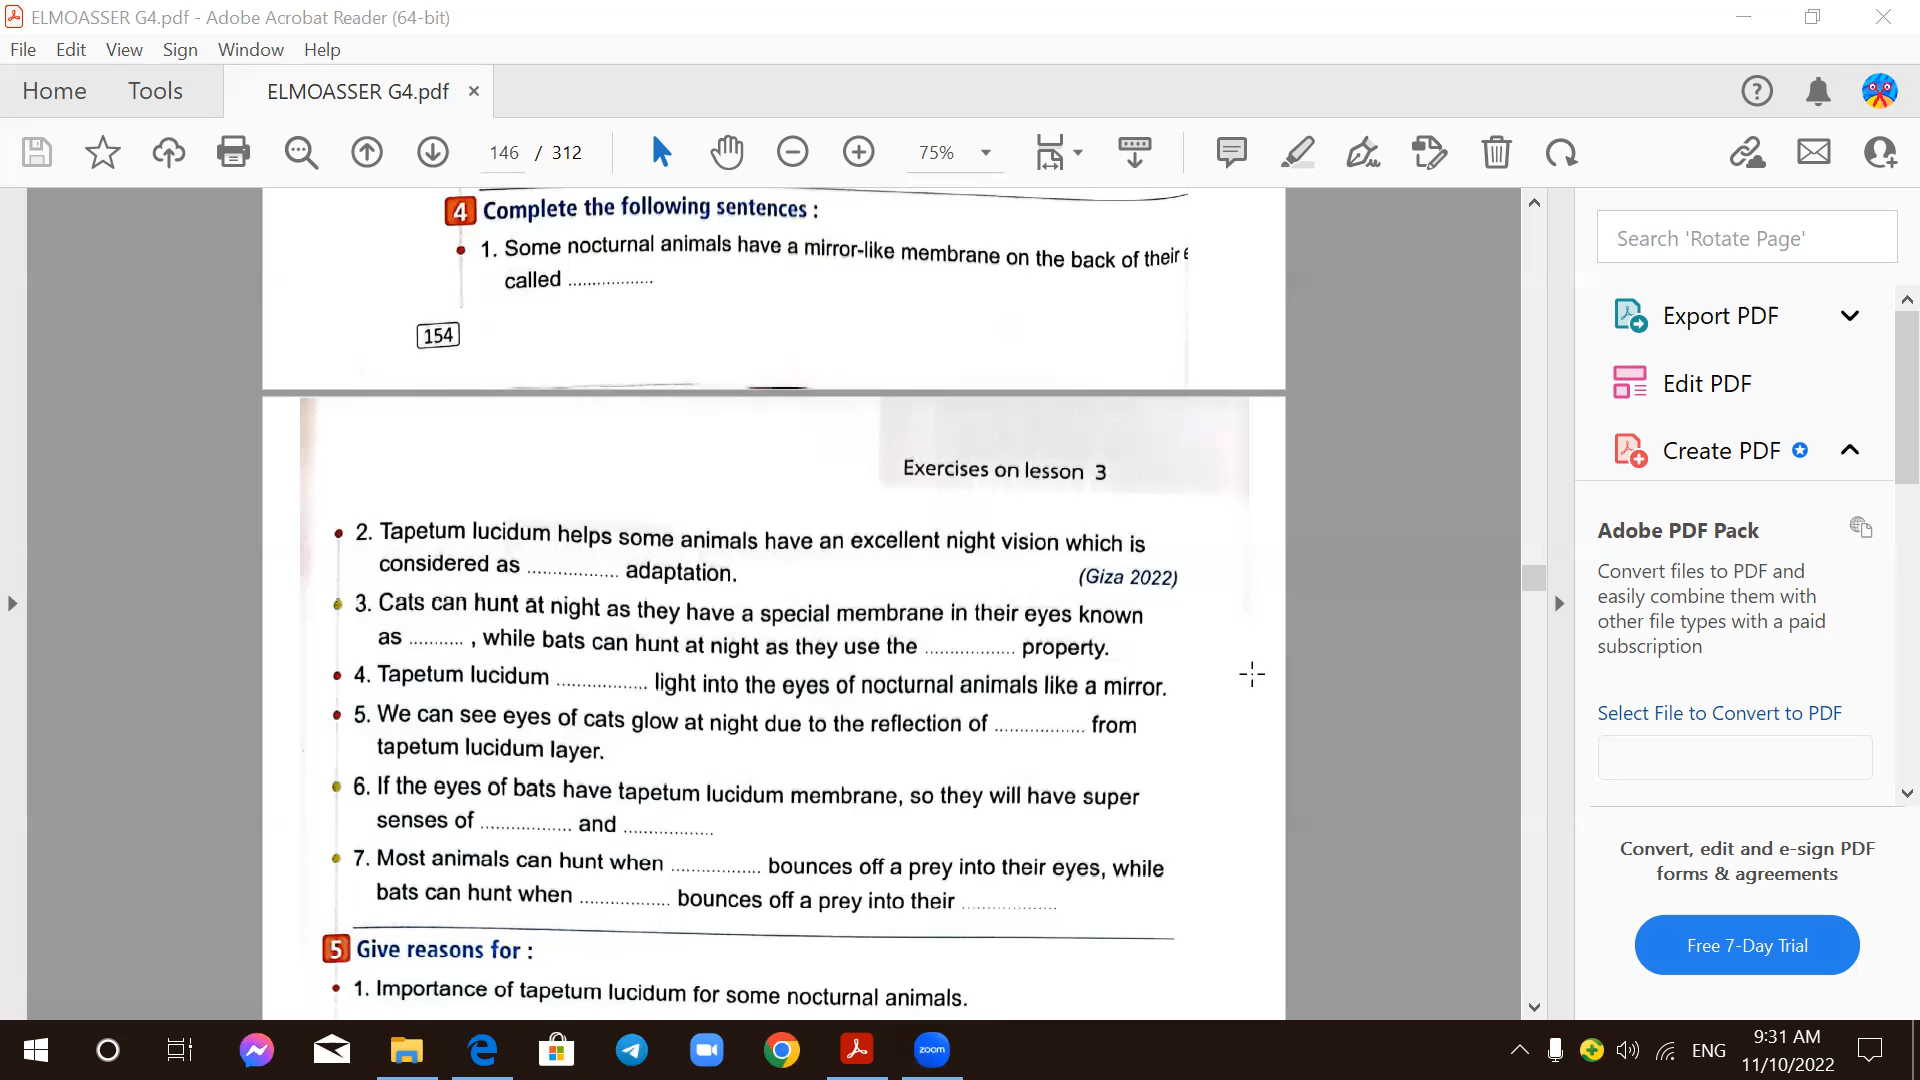 ELMOASSER G4.pdf - Adobe Acrobat Reader (64-bit)
File Edit View Sign Window Help
Home Tools ELMOASSER G4.pdf ×
146 / 312 75%
4 Complete the following sentences :
1. Some nocturnal animals have a mirror-like membrane on the back of their
called .................
154
Exercises on lesson 3
2. Tapetum lucidum helps some animals have an excellent night vision which is
considered as ................. adaptation. (Giza 2022)
3. Cats can hunt at night as they have a special membrane in their eyes known
as .......... , while bats can hunt at night as they use the ................. property.
4. Tapetum lucidum ................. light into the eyes of nocturnal animals like a mirror.
5. We can see eyes of cats glow at night due to the reflection of ................. from
tapetum lucidum layer.
6. If the eyes of bats have tapetum lucidum membrane, so they will have super
senses of ................. and .................
7. Most animals can hunt when ................. bounces off a prey into their eyes, while
bats can hunt when ................. bounces off a prey into their .................
5 Give reasons for :
1. Importance of tapetum lucidum for some nocturnal animals.
Search 'Rotate Page'
Export PDF
Edit PDF
Create PDF
Adobe PDF Pack
Convert files to PDF and
easily combine them with
other file types with a paid
subscription
Select File to Convert to PDF
Convert, edit and e-sign PDF
forms & agreements
Free 7-Day Trial
zoom
ENG
9:31 AM
11/10/2022